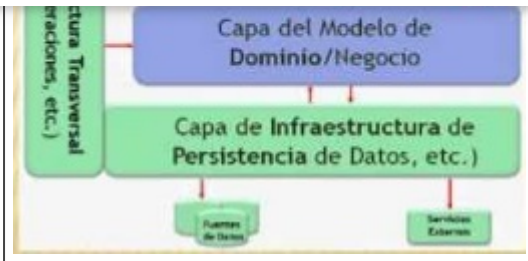 ctura Transversal
eraciones, etc.)
Capa del Modelo de
Dominio/Negocio
Capa de Infraestructura de
Persistencia de Datos, etc.)
Fuentes
de Datos
Servicios
Externos